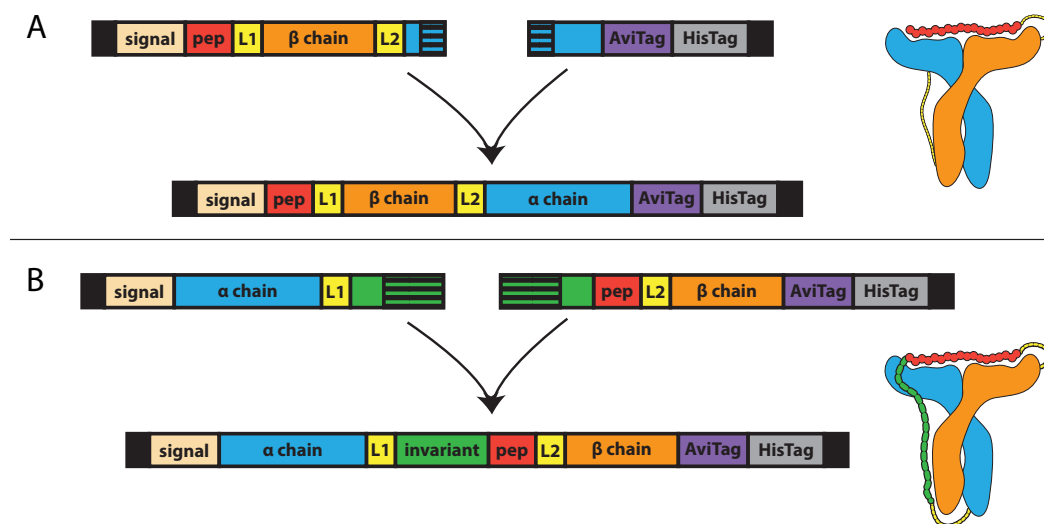 A
signal pep L1 β chain L2
AviTag HisTag
signal pep L1 β chain L2 α chain AviTag HisTag
B
signal α chain L1
pep L2 β chain AviTag HisTag
signal α chain L1 invariant pep L2 β chain AviTag HisTag